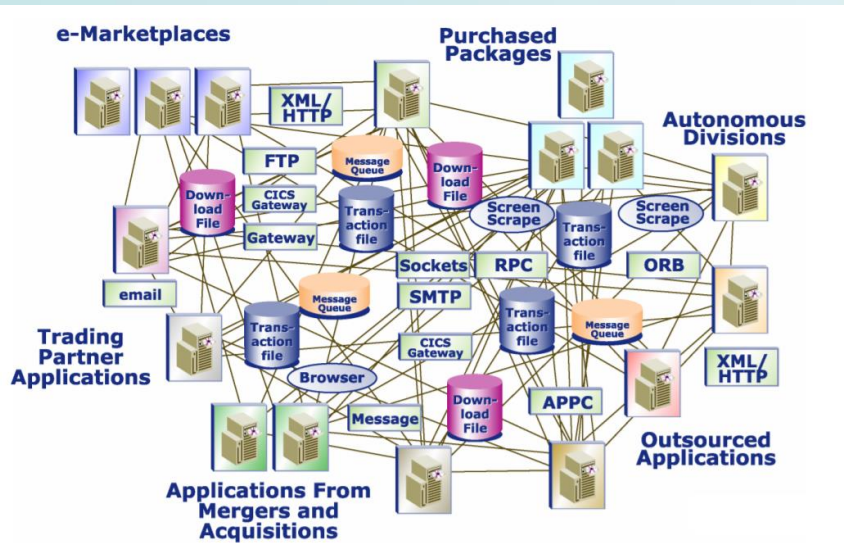 e-Marketplaces
Purchased
Packages
XML/
HTTP
Autonomous
Divisions
FTP
Message
Queue
Down-
load
File
Down-
load
File
CICS
Gateway
Trans-
action
file
Screen
Scrape
Trans-
action
file
Screen
Scrape
Gateway
Sockets
RPC
ORB
email
Message
Queue
SMTP
Trans-
action
file
Trans-
action
file
Message
Queue
Trading
Partner
Applications
CICS
Gateway
XML/
HTTP
Browser
Down-
load
File
Message
APPC
Outsourced
Applications
Applications From
Mergers and
Acquisitions